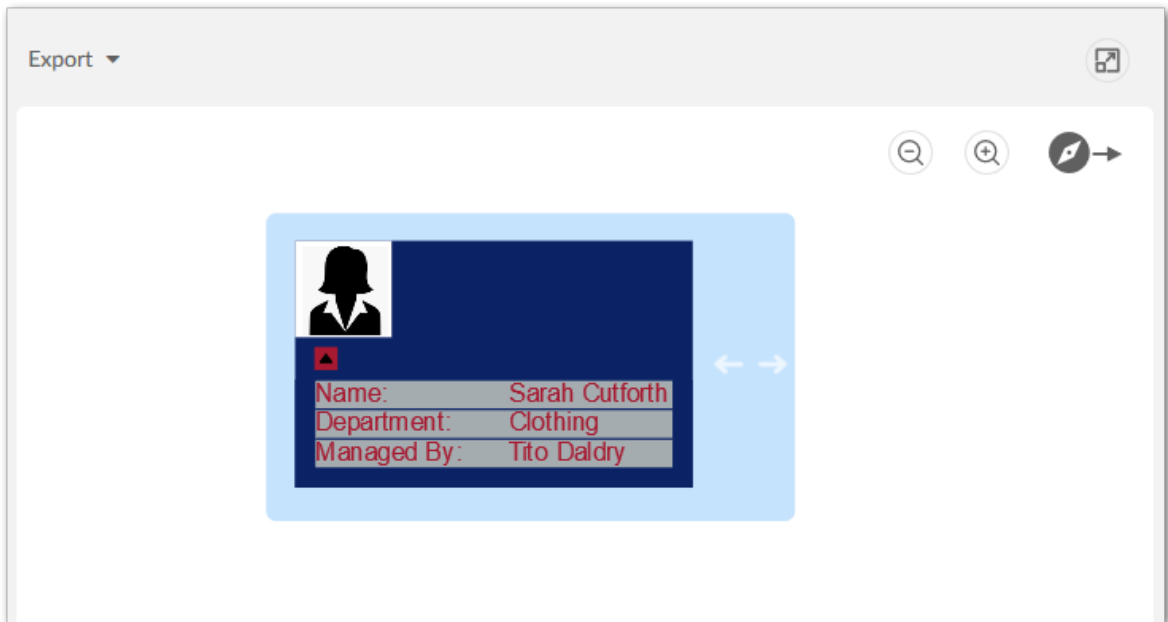 Export
Name: Sarah Cutforth
Department: Clothing
Managed By: Tito Daldry